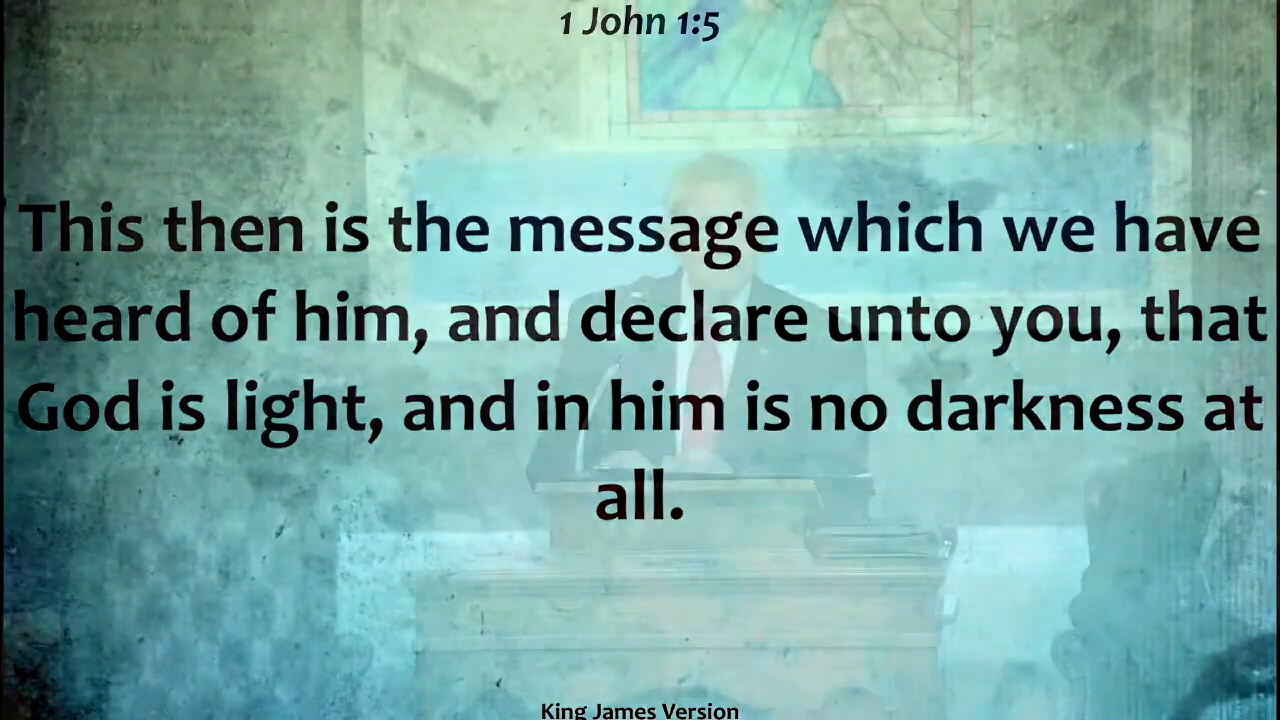 1 John 1:5
This then is the message which we have
heard of him, and declare unto you, that
God is light, and in him is no darkness at
all.
King James Version